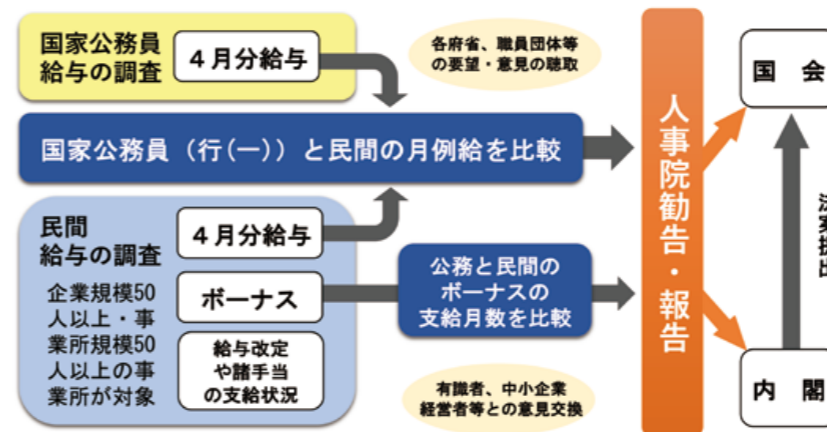 国家公務員
給与の調査
4月分給与
各府省、職員団体等
の要望・意見の聴取
国家公務員（行(一)）と民間の月例給を比較
民間
給与の調査
企業規模50
人以上・事
業所規模50
人以上の事
業所が対象
4月分給与
ボーナス
給与改定
や諸手当
の支給状況
公務と民間の
ボーナスの
支給月数を比較
有識者、中小企業
経営者等との意見交換
人事院勧告・報告
国　会
法案提出
内　閣